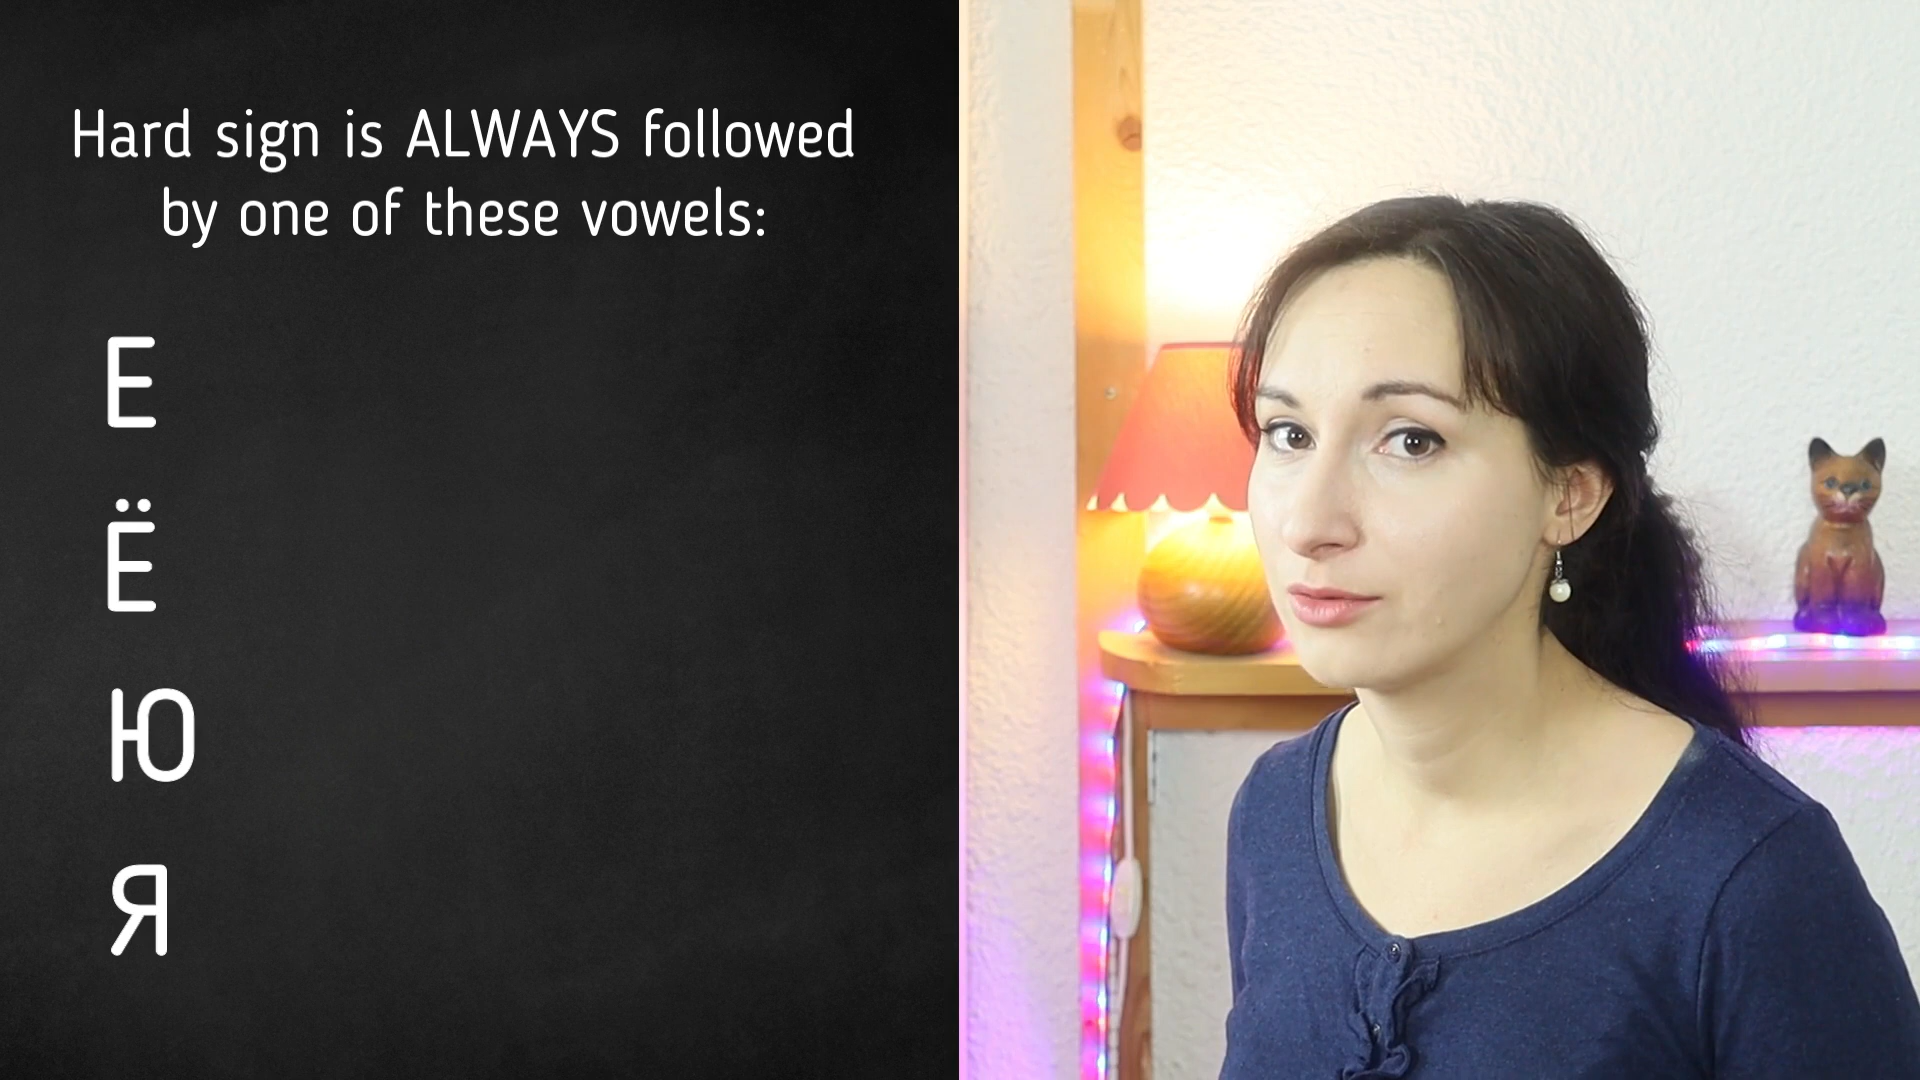 Hard sign is ALWAYS followed
by one of these vowels:
Е
Ё
Ю
Я